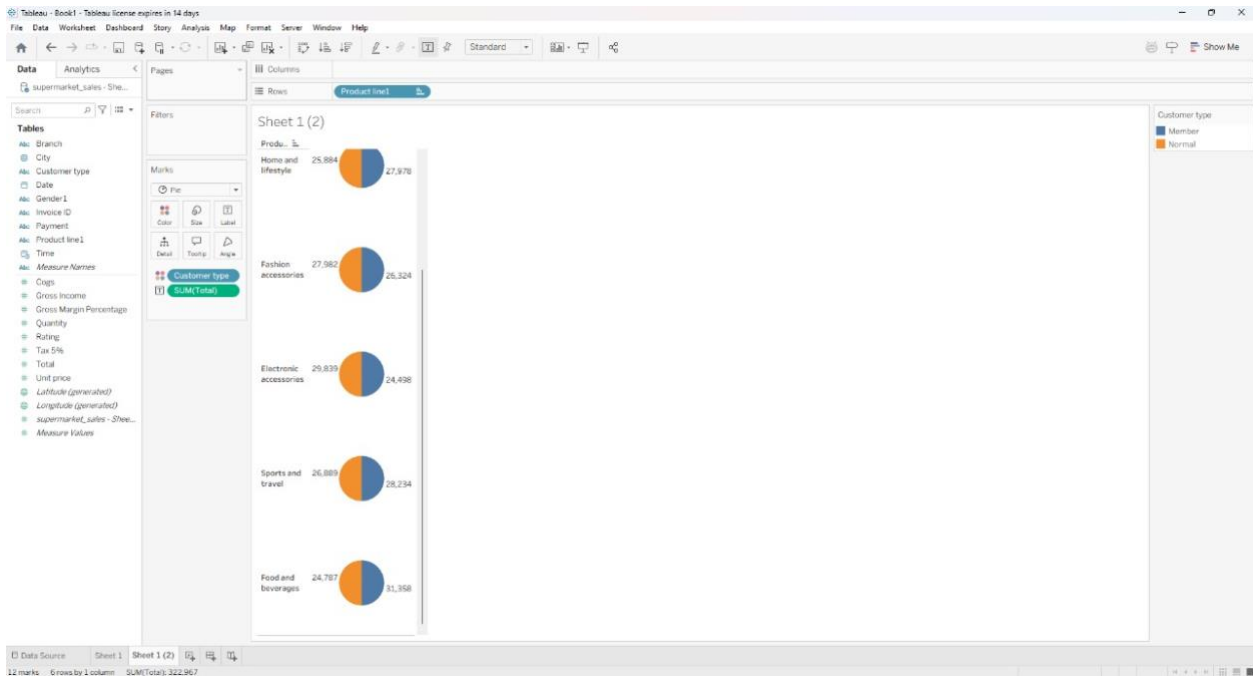 Tableau - Book1 - Tableau license expires in 14 days
File Data Worksheet Dashboard Story Analysis Map Format Server Window Help
Standard
Show Me
Data Analytics
Pages
Columns
supermarket_sales - She...
Rows Product line1
Search
Filters
Sheet 1 (2)
Customer type
Member
Normal
Tables
Abc Branch
City
Abc Customer type
Date
Abc Gender1
Abc Invoice ID
Abc Payment
Abc Product line1
Time
Abc Measure Names
Cogs
Gross Income
Gross Margin Percentage
Quantity
Rating
Tax 5%
Total
Unit price
Latitude (generated)
Longitude (generated)
supermarket_sales - Shee...
Measure Values
Marks
Pie
Color Size Label
Detail Tooltip Angle
Customer type
SUM(Total)
Produ..
Home and lifestyle 25,884 27,978
Fashion accessories 27,982 26,324
Electronic accessories 29,839 24,498
Sports and travel 26,889 28,234
Food and beverages 24,787 31,358
Data Source Sheet 1 Sheet 1 (2)
12 marks 6 rows by 1 column SUM(Total): 322,967